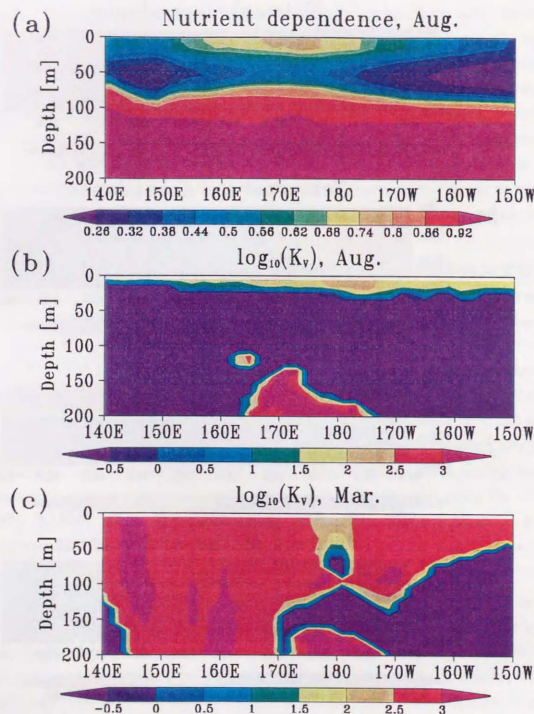 (a) Nutrient dependence, Aug.
Depth [m]
0
50
100
150
200
140E 150E 160E 170E 180 170W 160W 150W
0.26 0.32 0.38 0.44 0.5 0.56 0.62 0.68 0.74 0.8 0.86 0.92
(b) log₁₀(Kᵥ), Aug.
Depth [m]
0
50
100
150
200
140E 150E 160E 170E 180 170W 160W 150W
-0.5 0 0.5 1 1.5 2 2.5 3
(c) log₁₀(Kᵥ), Mar.
Depth [m]
0
50
100
150
200
140E 150E 160E 170E 180 170W 160W 150W
-0.5 0 0.5 1 1.5 2 2.5 3